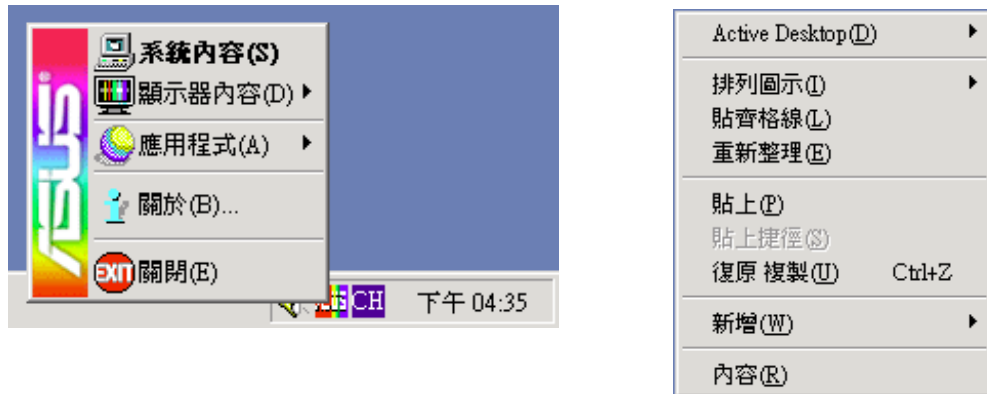 ASUS
系統內容(S)
顯示器內容(D)
應用程式(A)
關於(B)...
EXIT
關閉(E)
CH
下午 04:35
Active Desktop(D)
排列圖示(I)
貼齊格線(L)
重新整理(E)
貼上(P)
貼上捷徑(S)
復原 複製(U) Ctrl+Z
新增(W)
內容(R)